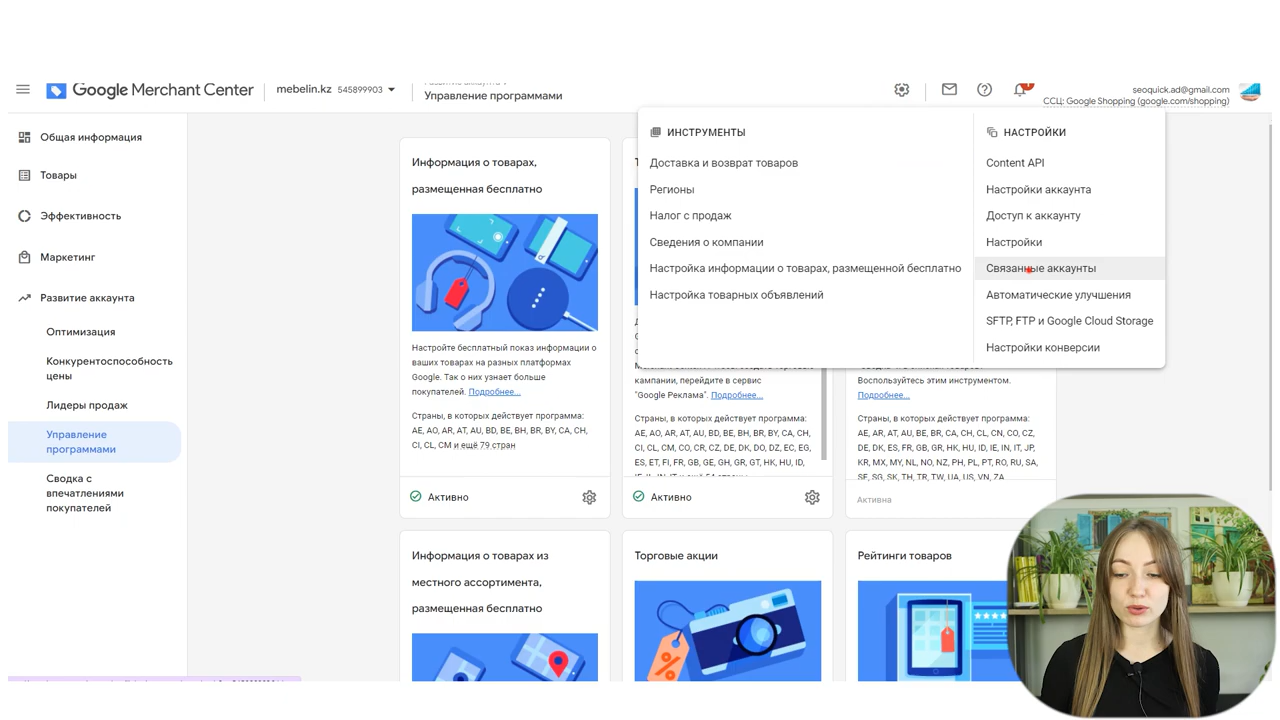 Google Merchant Center
mebelin.kz 545899903
Управление программами
seoquick.ad@gmail.com
ССЦ: Google Shopping (google.com/shopping)
Общая информация
Товары
Эффективность
Маркетинг
Развитие аккаунта
Оптимизация
Конкурентоспособность
цены
Лидеры продаж
Управление
программами
Сводка с
впечатлениями
покупателей
ИНСТРУМЕНТЫ
Доставка и возврат товаров
Регионы
Налог с продаж
Сведения о компании
Настройка информации о товарах, размещенной бесплатно
Настройка товарных объявлений
НАСТРОЙКИ
Content API
Настройки аккаунта
Доступ к аккаунту
Настройки
Связанные аккаунты
Автоматические улучшения
SFTP, FTP и Google Cloud Storage
Настройки конверсии
Информация о товарах,
размещенная бесплатно
Настройте бесплатный показ информации о
ваших товарах на разных платформах
Google. Так о них узнает больше
покупателей. Подробнее...
Страны, в которых действует программа:
AE, AO, AR, AT, AU, BD, BE, BH, BR, BY, CA, CH,
CI, CL, CM и ещё 79 стран
Активно
кампании, перейдите в сервис
"Google Реклама". Подробнее...
Страны, в которых действует программа:
AE, AO, AR, AT, AU, BD, BE, BH, BR, BY, CA, CH,
CI, CL, CM, CO, CR, CZ, DE, DK, DO, DZ, EC, EG,
ES, ET, FI, FR, GB, GE, GH, GR, GT, HK, HU, ID,
Активно
Воспользуйтесь этим инструментом.
Подробнее...
Страны, в которых действует программа:
AE, AR, AT, AU, BE, BR, CA, CH, CL, CN, CO, CZ,
DE, DK, ES, FR, GB, GR, HK, HU, ID, IE, IN, IT, JP,
KR, MX, MY, NL, NO, NZ, PH, PL, PT, RO, RU, SA,
SE, SG, SK, TH, TR, TW, UA, US, VN, ZA
Активна
Информация о товарах из
местного ассортимента,
размещенная бесплатно
Торговые акции
Рейтинги товаров